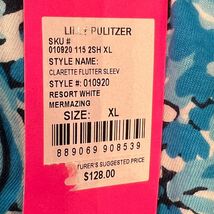 LILLY PULITZER
SKU #
010920 115 2SH XL
STYLE NAME:
CLARETTE FLUTTER SLEEV
STYLE #: 010920
RESORT WHITE
MERMAZING
SIZE: XL
889069 908539
TURER'S SUGGESTED PRICE
$128.00